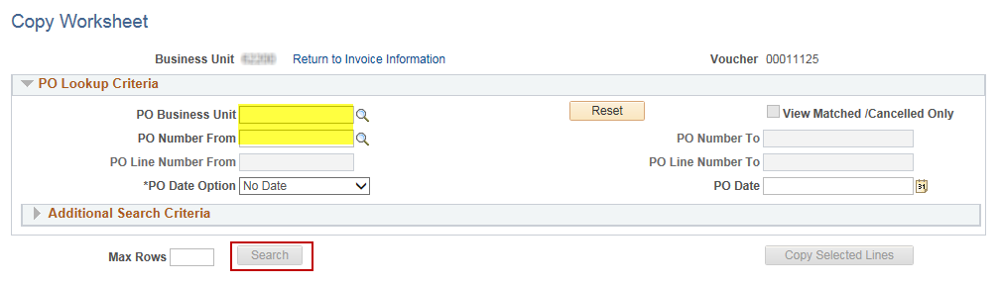 Copy Worksheet
Business Unit Return to Invoice Information Voucher 00011125
PO Lookup Criteria
PO Business Unit Reset View Matched /Cancelled Only
PO Number From PO Number To
PO Line Number From PO Line Number To
*PO Date Option No Date PO Date 31
Additional Search Criteria
Max Rows Search Copy Selected Lines